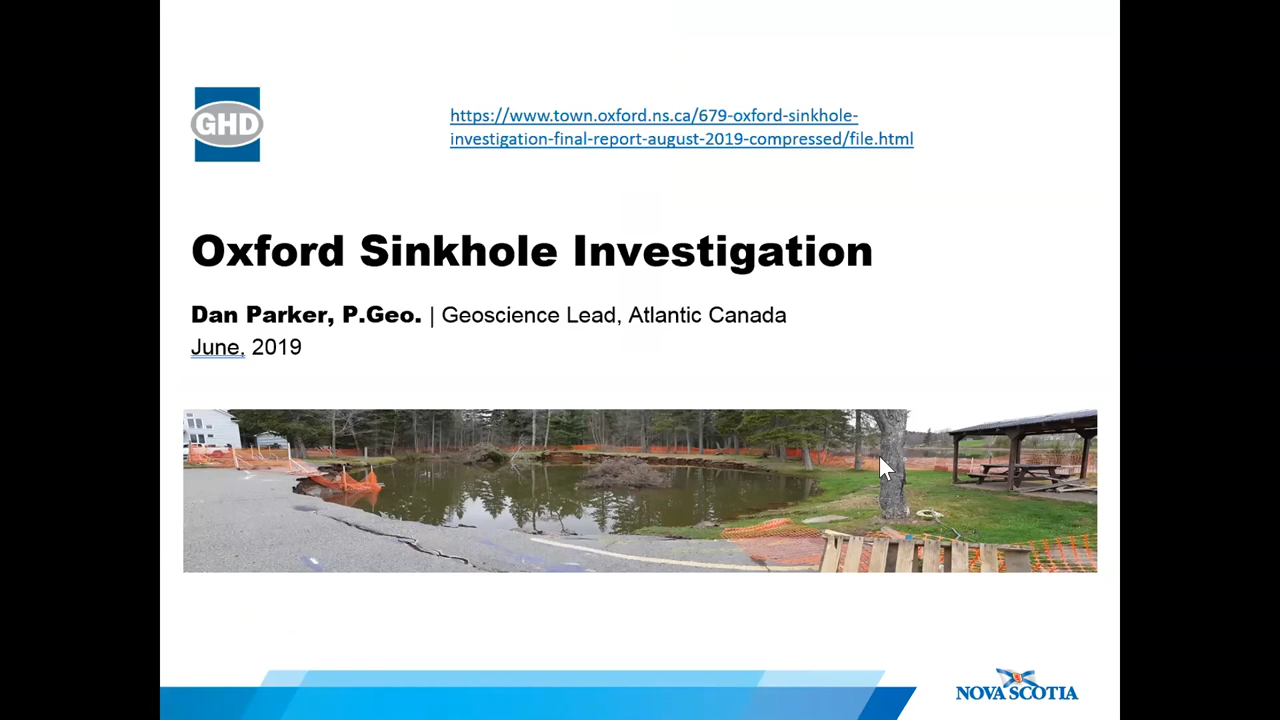 GHD
https://www.town.oxford.ns.ca/679-oxford-sinkhole-
investigation-final-report-august-2019-compressed/file.html
Oxford Sinkhole Investigation
Dan Parker, P.Geo. | Geoscience Lead, Atlantic Canada
June, 2019
NOVA SCOTIA